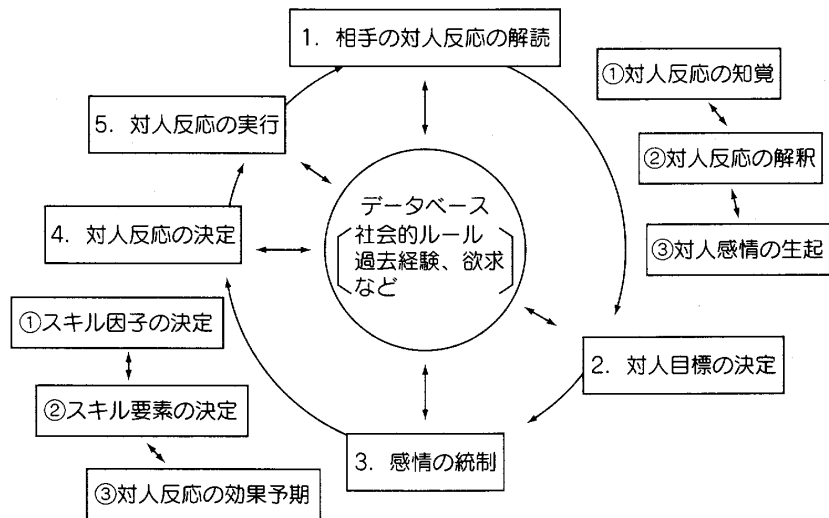 1. 相手の対人反応の解読
①対人反応の知覚
5. 対人反応の実行
②対人反応の解釈
データベース
社会的ルール
過去経験、欲求
など
4. 対人反応の決定
③対人感情の生起
①スキル因子の決定
2. 対人目標の決定
②スキル要素の決定
3. 感情の統制
③対人反応の効果予期